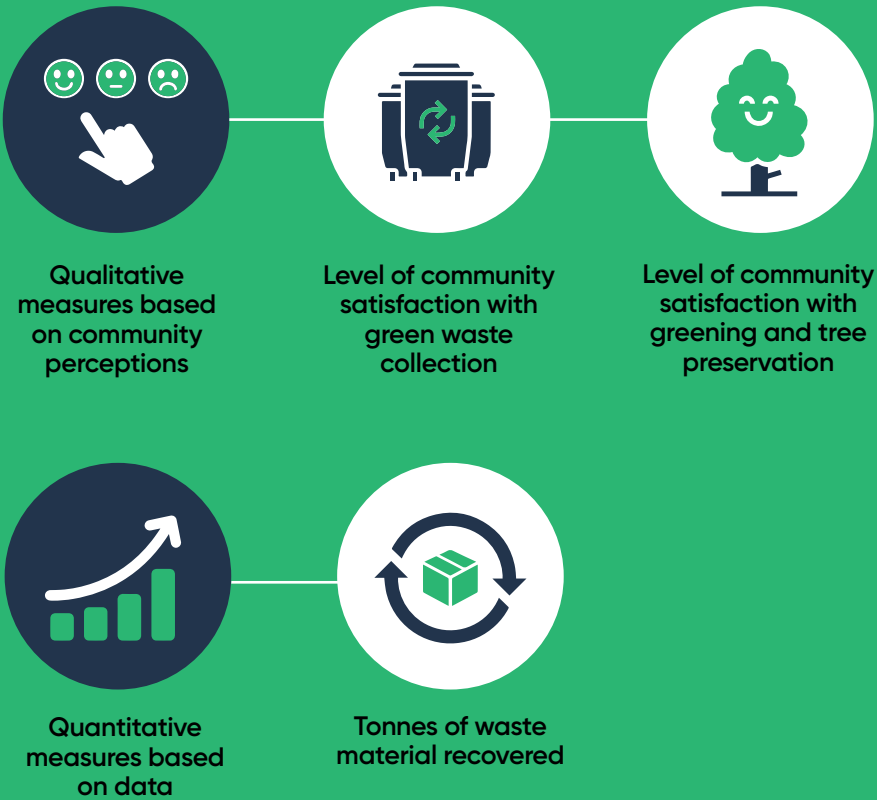 Qualitative
measures based
on community
perceptions
Level of community
satisfaction with
green waste
collection
Level of community
satisfaction with
greening and tree
preservation
Quantitative
measures based
on data
Tonnes of waste
material recovered